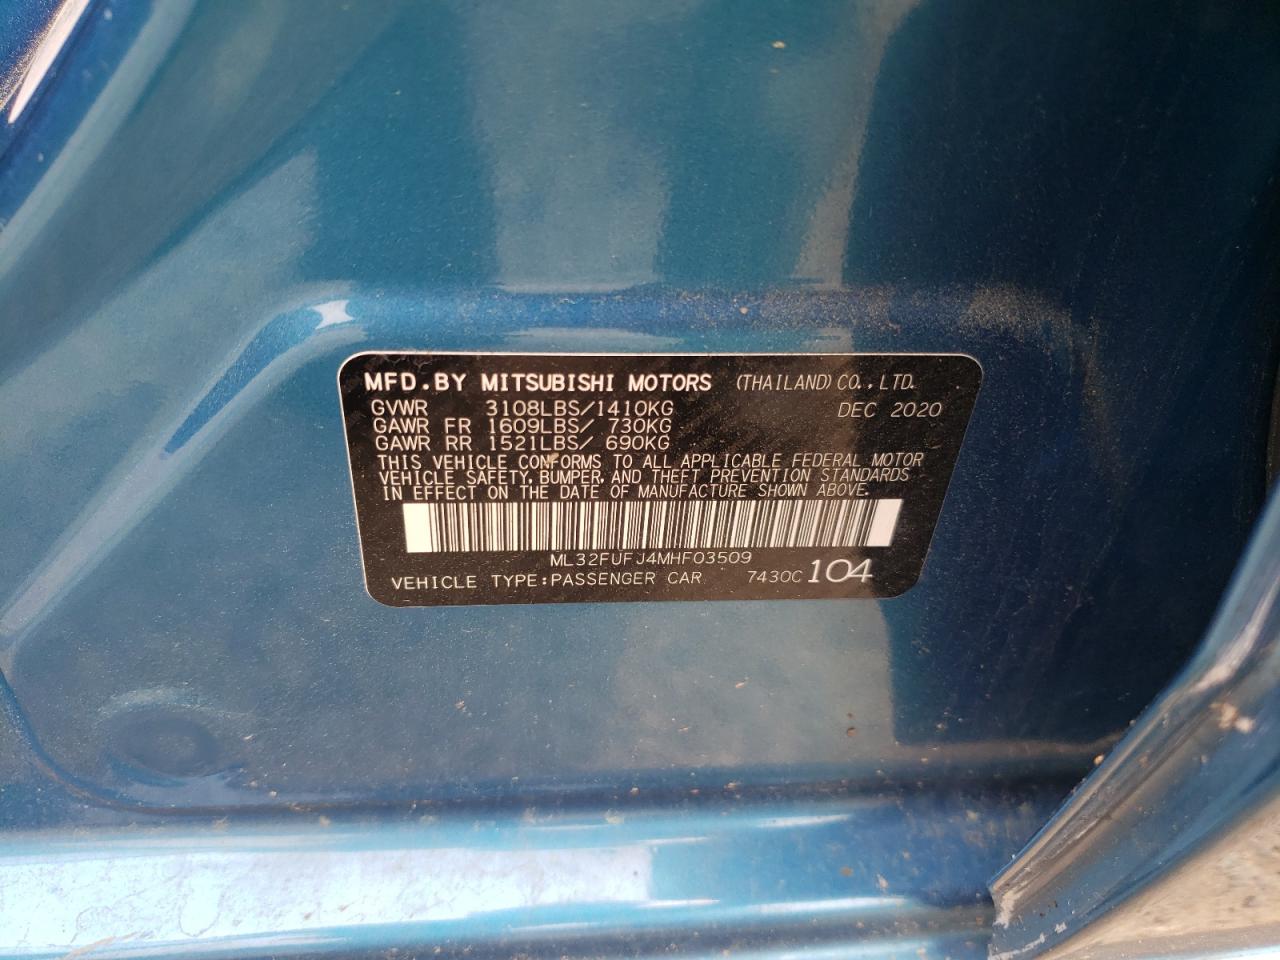 MFD.BY MITSUBISHI MOTORS (THAILAND) CO., LTD.
GVWR 3108LBS/1410KG DEC 2020
GAWR FR 1609LBS/ 730KG
GAWR RR 1521LBS/ 690KG
THIS VEHICLE CONFORMS TO ALL APPLICABLE FEDERAL MOTOR
VEHICLE SAFETY, BUMPER, AND THEFT PREVENTION STANDARDS
IN EFFECT ON THE DATE OF MANUFACTURE SHOWN ABOVE.
ML32FUFJ4MHF03509
VEHICLE TYPE:PASSENGER CAR 7430C 104